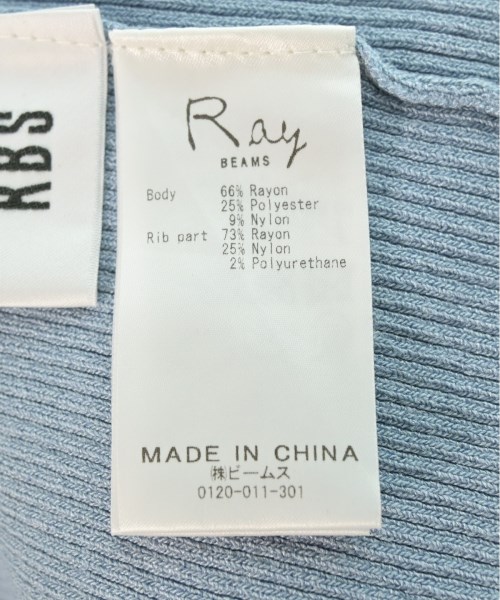 RBS
Ray
BEAMS
Body 66% Rayon
25% Polyester
9% Nylon
Rib part 73% Rayon
25% Nylon
2% Polyurethane
MADE IN CHINA
㈱ビームス
0120-011-301